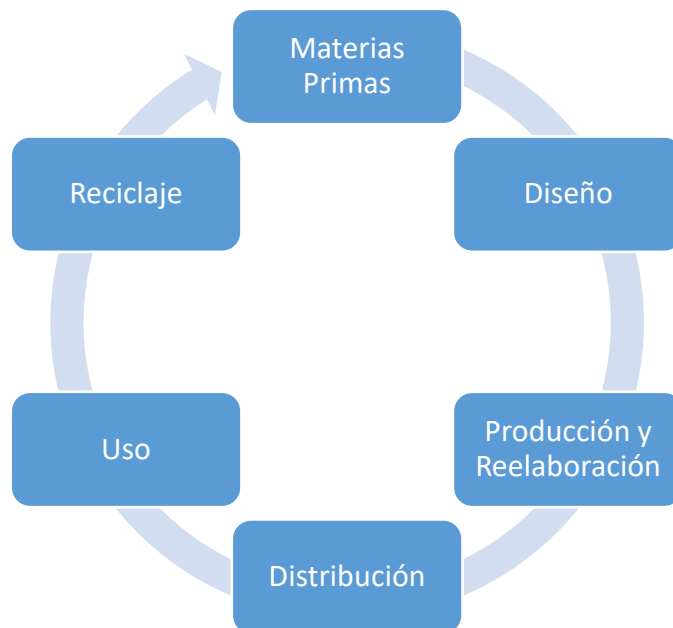 Materias
Primas
Diseño
Producción y
Reelaboración
Distribución
Uso
Reciclaje